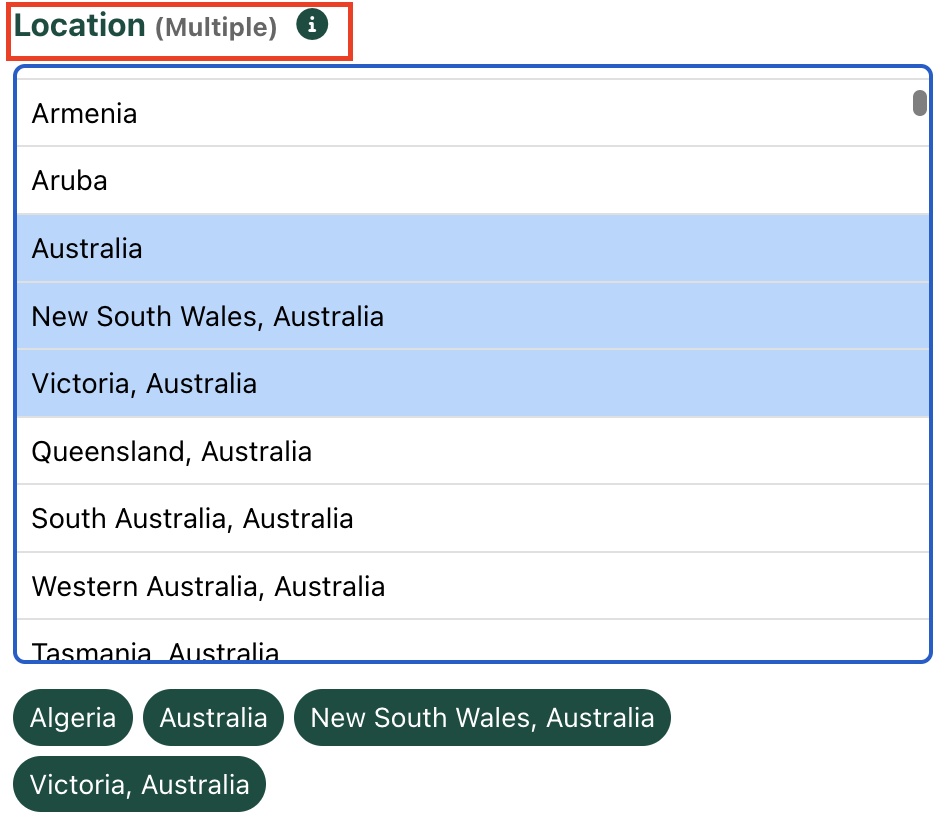 Location (Multiple) i
Armenia
Aruba
Australia
New South Wales, Australia
Victoria, Australia
Queensland, Australia
South Australia, Australia
Western Australia, Australia
Tasmania, Australia
Algeria Australia New South Wales, Australia
Victoria, Australia